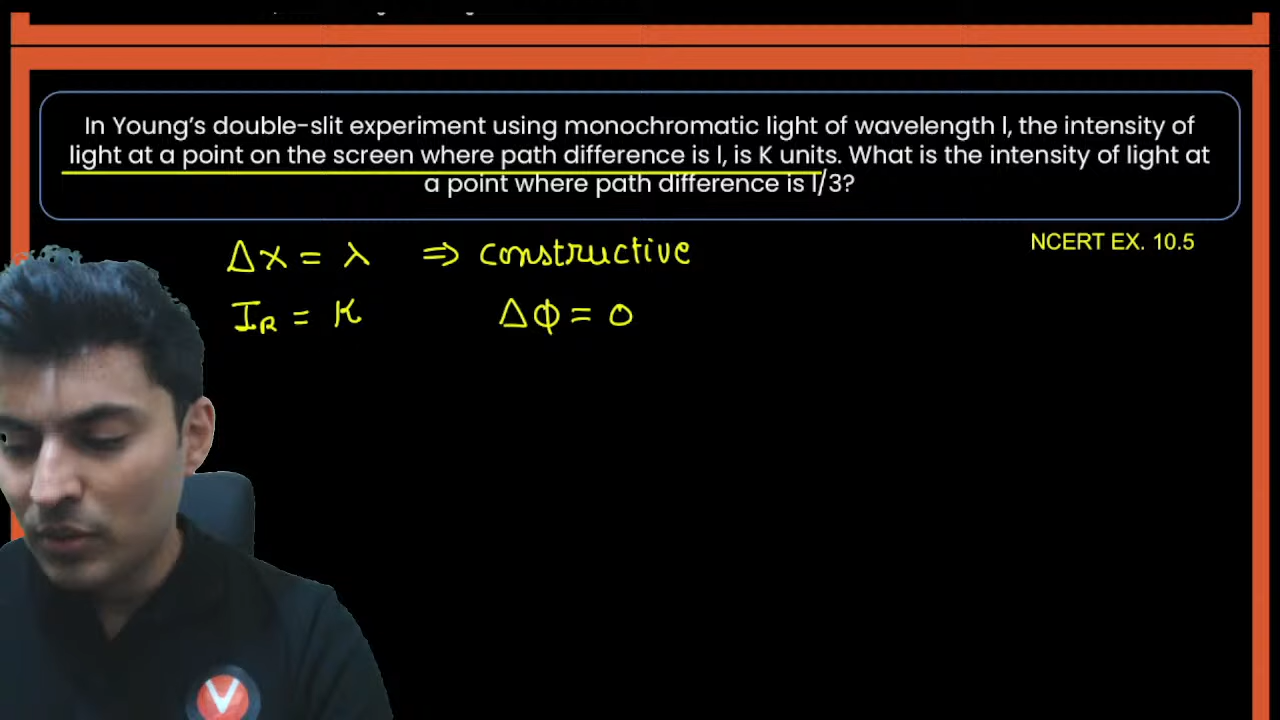 In Young's double-slit experiment using monochromatic light of wavelength l, the intensity of
light at a point on the screen where path difference is l, is K units. What is the intensity of light at
a point where path difference is l/3?
NCERT EX. 10.5
Δx = λ ⇒ constructive
I_R = K Δϕ = 0
V